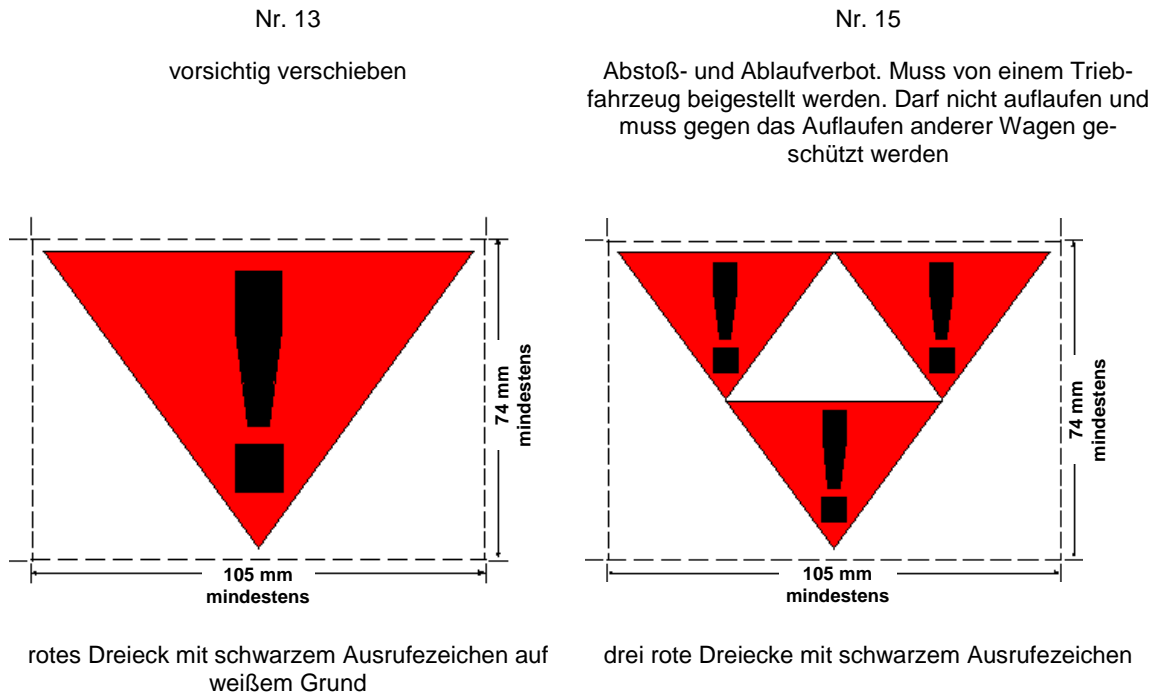 Nr. 13
vorsichtig verschieben
!
74 mm
mindestens
105 mm
mindestens
rotes Dreieck mit schwarzem Ausrufezeichen auf
weißem Grund
Nr. 15
Abstoß- und Ablaufverbot. Muss von einem Trieb-
fahrzeug beigestellt werden. Darf nicht auflaufen und
muss gegen das Auflaufen anderer Wagen ge-
schützt werden
! !
!
74 mm
mindestens
105 mm
mindestens
drei rote Dreiecke mit schwarzem Ausrufezeichen